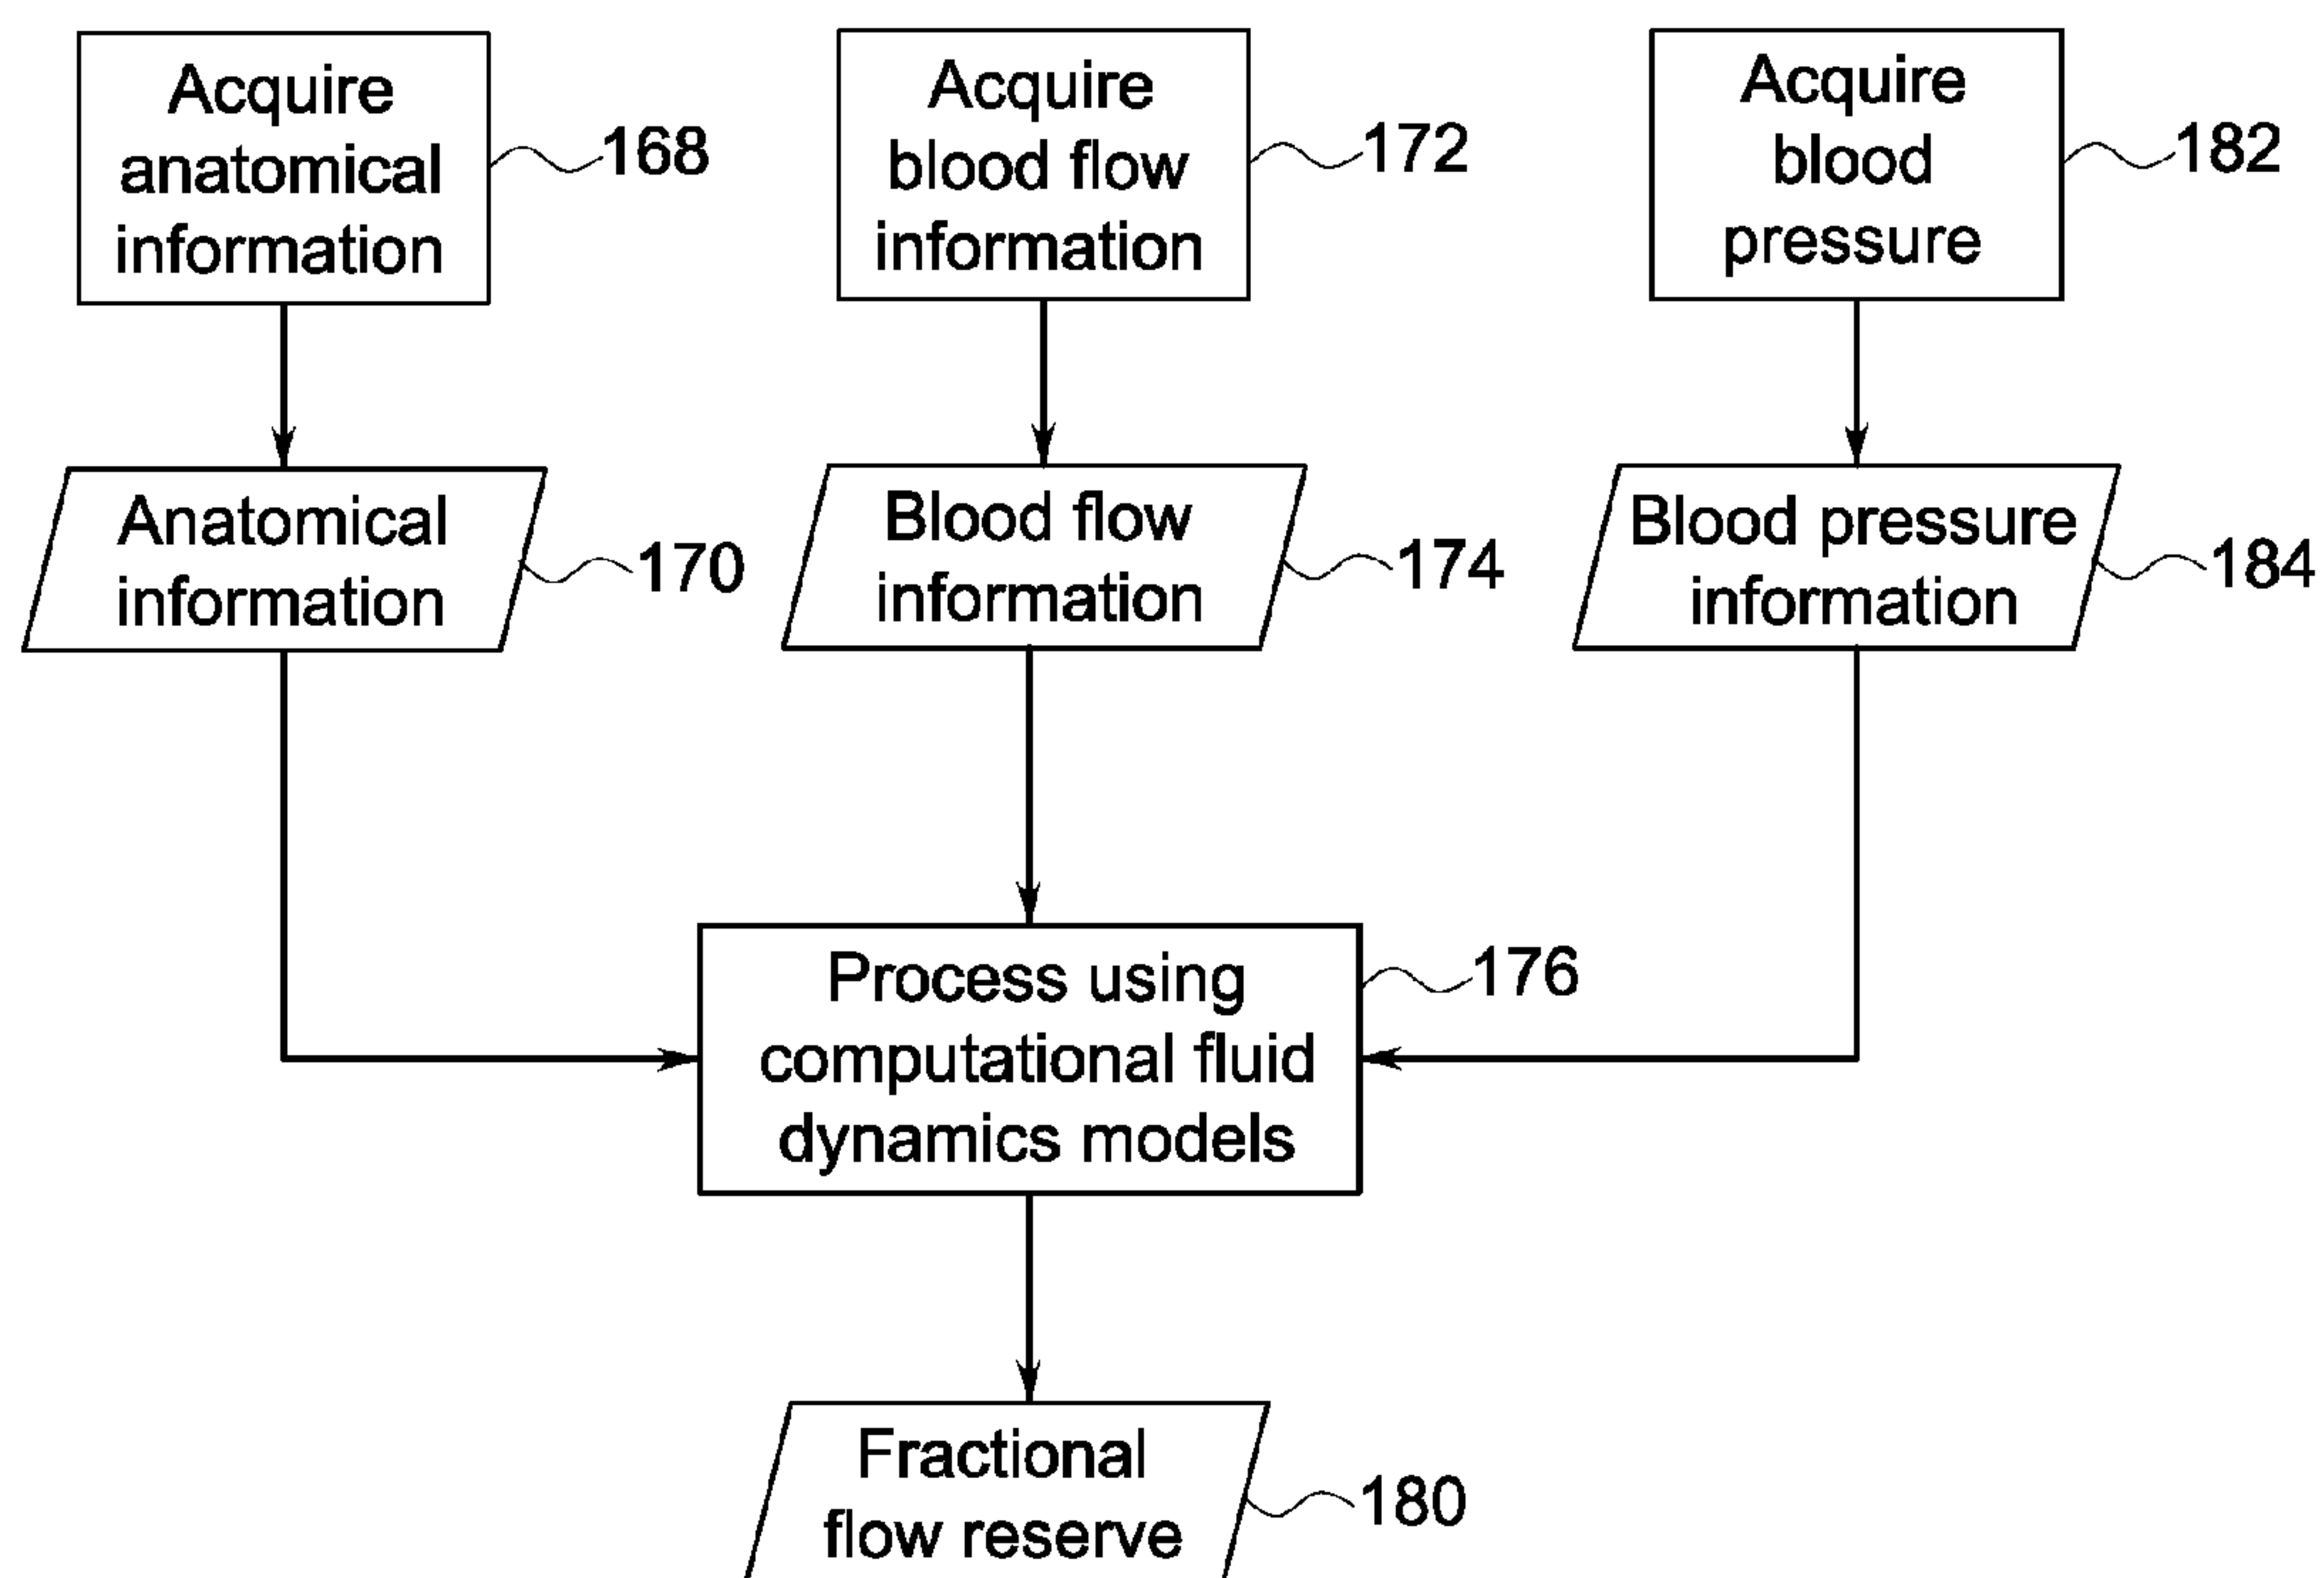 Acquire
anatomical
information
168
Acquire
blood flow
information
172
Acquire
blood
pressure
182
Anatomical
information
170
Blood flow
information
174
Blood pressure
information
184
Process using
computational fluid
dynamics models
176
Fractional
flow reserve
180